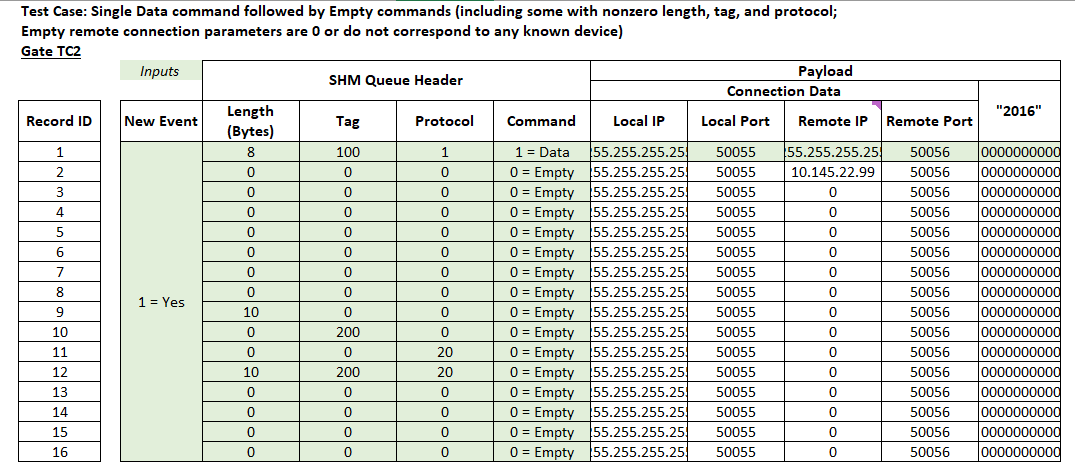 Test Case: Single Data command followed by Empty commands (including some with nonzero length, tag, and protocol;
Empty remote connection parameters are 0 or do not correspond to any known device)
Gate TC2
Inputs SHM Queue Header Payload
Connection Data "2016"
Record ID New Event Length (Bytes) Tag Protocol Command Local IP Local Port Remote IP Remote Port
1 8 100 1 1 = Data 55.255.255.25 50055 55.255.255.25 50056 0000000000
2 0 0 0 0 = Empty 55.255.255.25 50055 10.145.22.99 50056 0000000000
3 0 0 0 0 = Empty 55.255.255.25 50055 0 50056 0000000000
4 0 0 0 0 = Empty 55.255.255.25 50055 0 50056 0000000000
5 0 0 0 0 = Empty 55.255.255.25 50055 0 50056 0000000000
6 0 0 0 0 = Empty 55.255.255.25 50055 0 50056 0000000000
7 0 0 0 0 = Empty 55.255.255.25 50055 0 50056 0000000000
8 1 = Yes 0 0 0 0 = Empty 55.255.255.25 50055 0 50056 0000000000
9 10 0 0 0 = Empty 55.255.255.25 50055 0 50056 0000000000
10 0 200 0 0 = Empty 55.255.255.25 50055 0 50056 0000000000
11 0 0 20 0 = Empty 55.255.255.25 50055 0 50056 0000000000
12 10 200 20 0 = Empty 55.255.255.25 50055 0 50056 0000000000
13 0 0 0 0 = Empty 55.255.255.25 50055 0 50056 0000000000
14 0 0 0 0 = Empty 55.255.255.25 50055 0 50056 0000000000
15 0 0 0 0 = Empty 55.255.255.25 50055 0 50056 0000000000
16 0 0 0 0 = Empty 55.255.255.25 50055 0 50056 0000000000